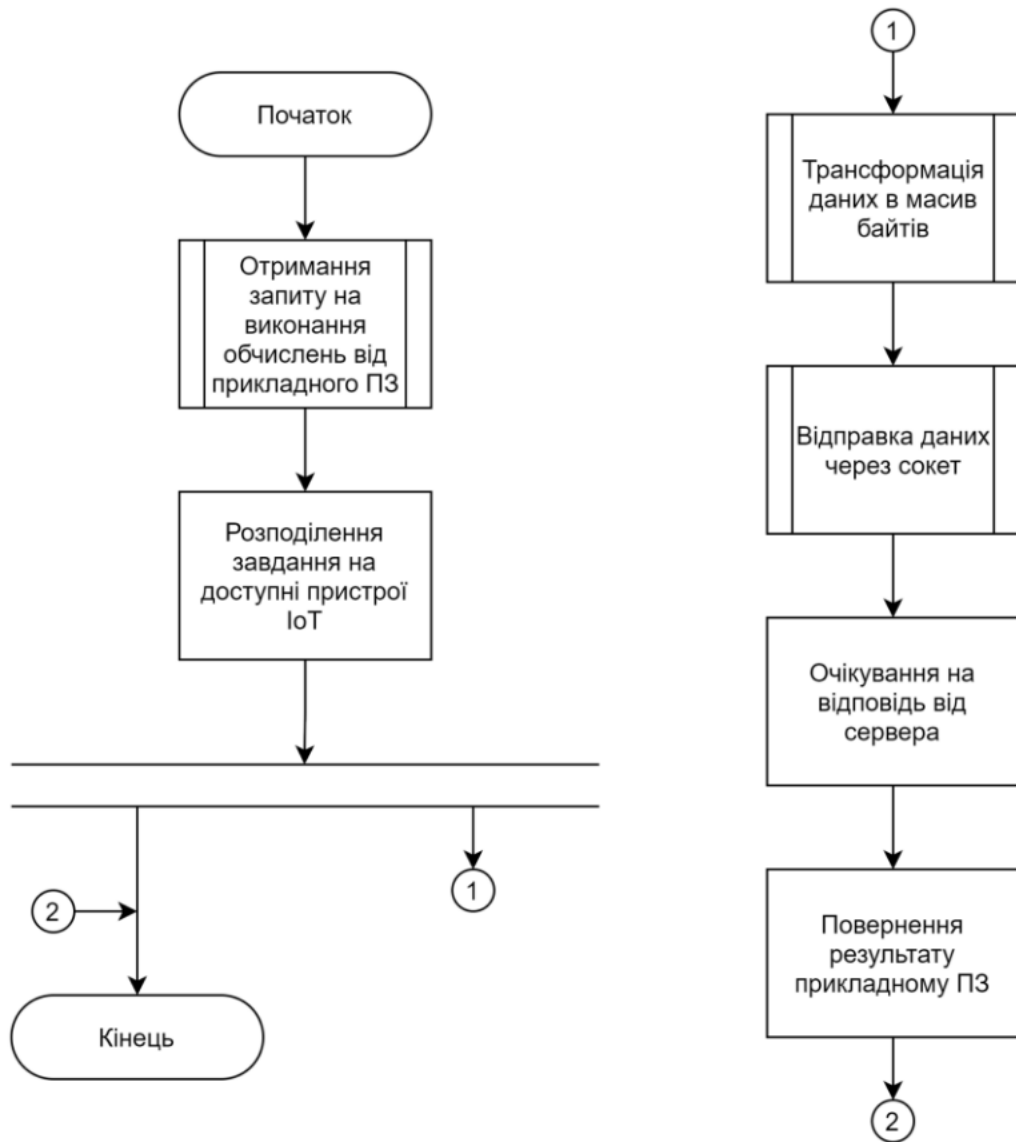 Початок
Отримання
запиту на
виконання
обчислень від
прикладного ПЗ
Розподілення
завдання на
доступні пристрої
IoT
1
2
Кінець
1
Трансформація
даних в масив
байтів
Відправка даних
через сокет
Очікування на
відповідь від
сервера
Повернення
результату
прикладному ПЗ
2